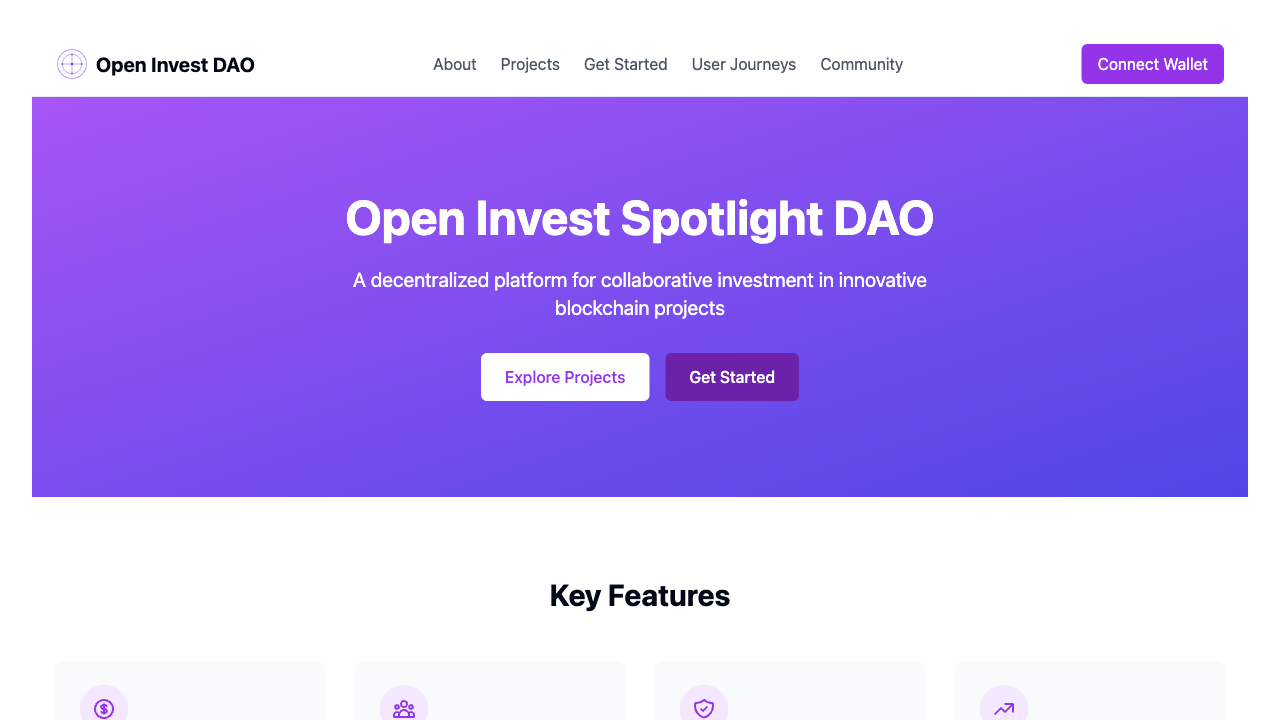 Open Invest DAO
About
Projects
Get Started
User Journeys
Community
Connect Wallet
Open Invest Spotlight DAO
A decentralized platform for collaborative investment in innovative
blockchain projects
Explore Projects
Get Started
Key Features